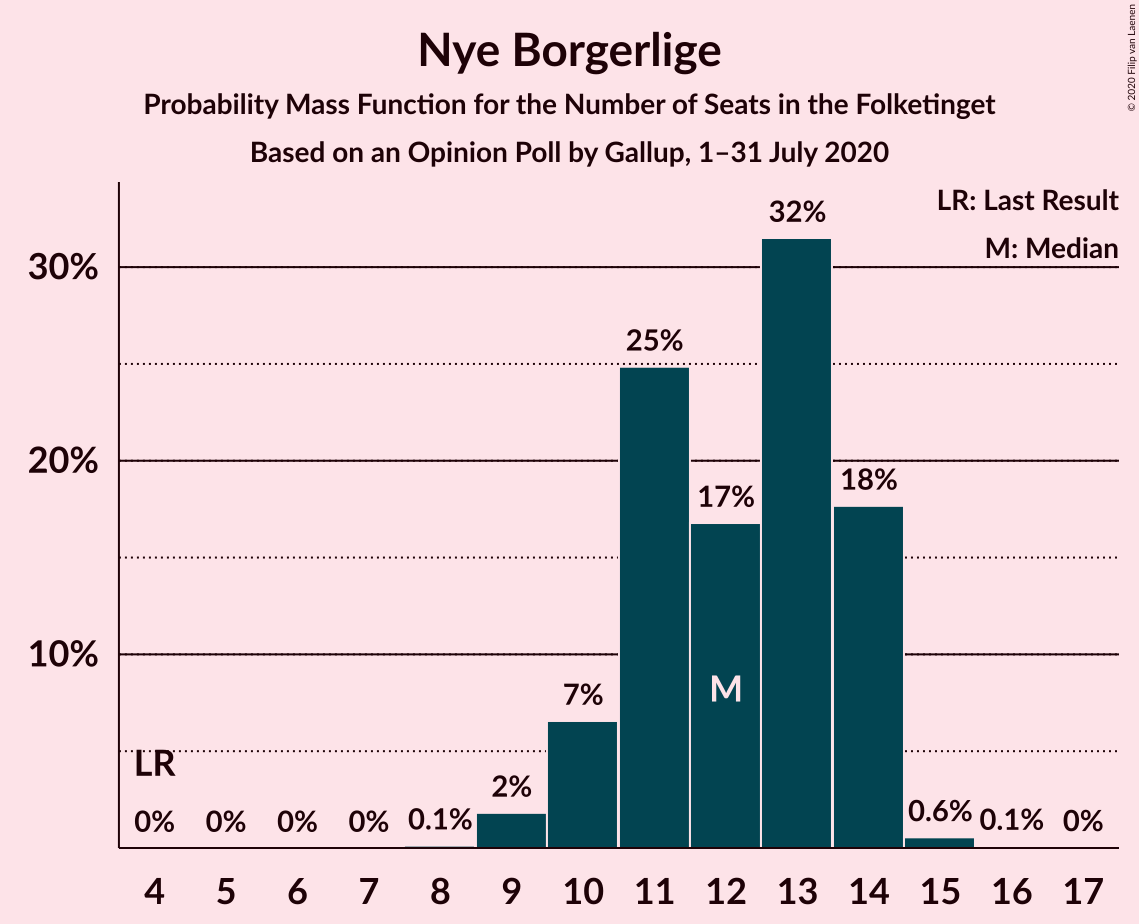 Nye Borgerlige
Probability Mass Function for the Number of Seats in the Folketinget
Based on an Opinion Poll by Gallup, 1–31 July 2020
© 2020 Filip van Laenen
LR: Last Result
M: Median
30%
20%
10%
32%
25%
17%
18%
7%
M
LR
2%
0%
0%
0%
0%
0.1%
0.6%
0.1%
0%
4 5 6 7 8 9 10 11 12 13 14 15 16 17